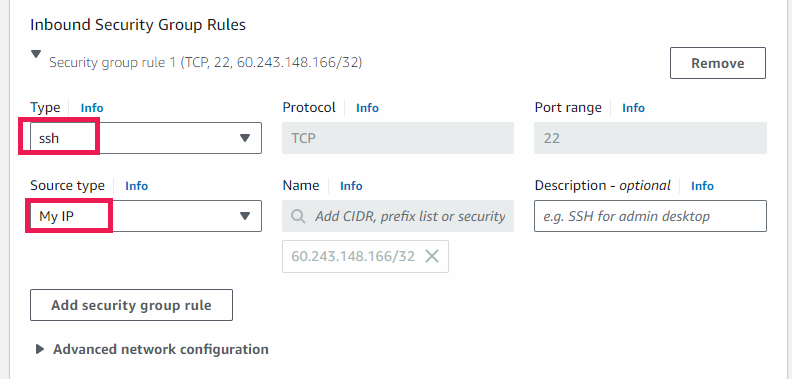 Inbound Security Group Rules
Security group rule 1 (TCP, 22, 60.243.148.166/32)
Remove
Type Info Protocol Info Port range Info
ssh TCP 22
Source type Info Name Info Description - optional Info
My IP Add CIDR, prefix list or security e.g. SSH for admin desktop
60.243.148.166/32
Add security group rule
Advanced network configuration